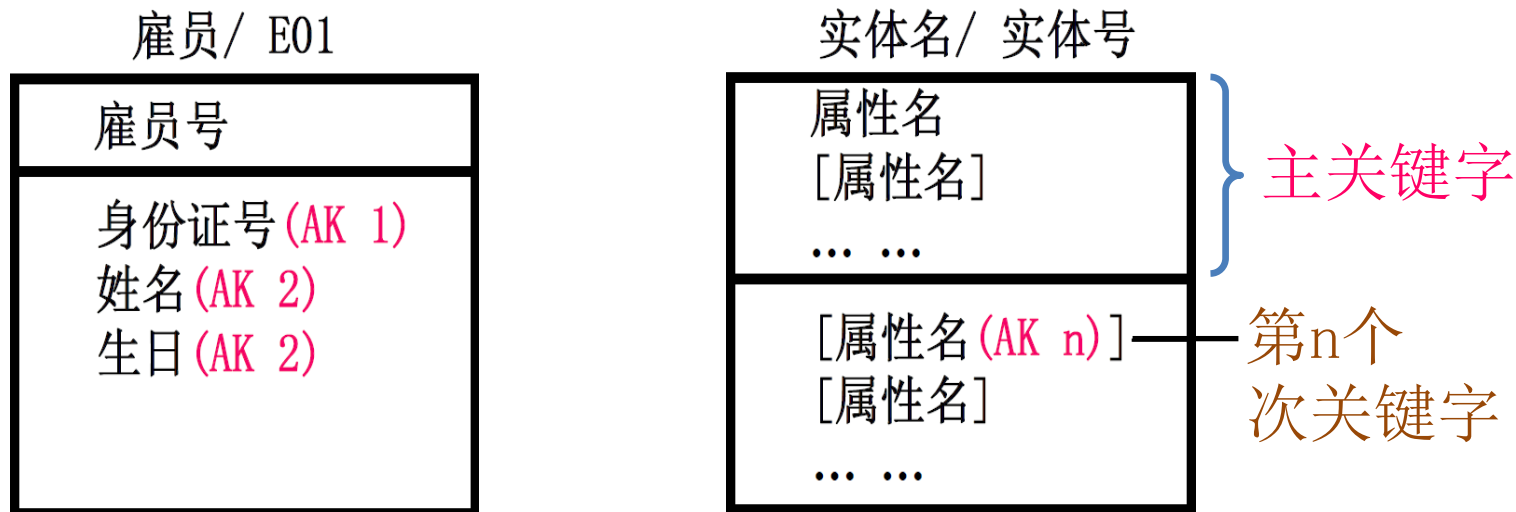 雇员/ E01
雇员号
身份证号(AK 1)
姓名(AK 2)
生日(AK 2)
实体名/ 实体号
属性名
[属性名]
… …
主关键字
[属性名(AK n)]
[属性名]
… …
第n个
次关键字